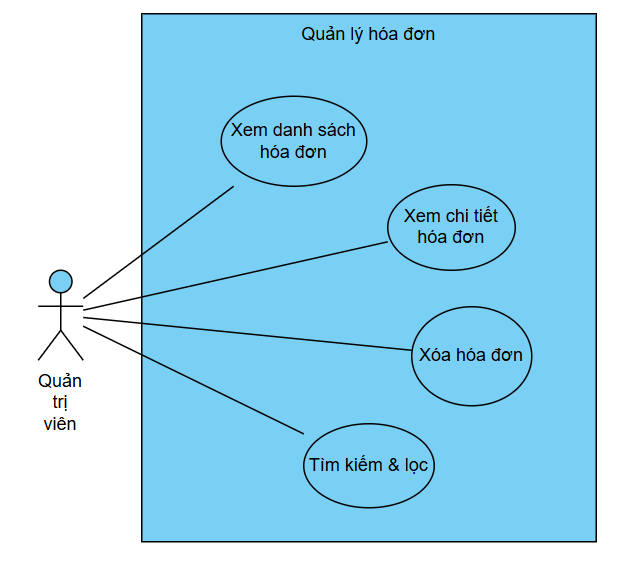 Quản lý hóa đơn
Xem danh sách
hóa đơn
Xem chi tiết
hóa đơn
Xóa hóa đơn
Tìm kiếm & lọc
Quản
trị
viên